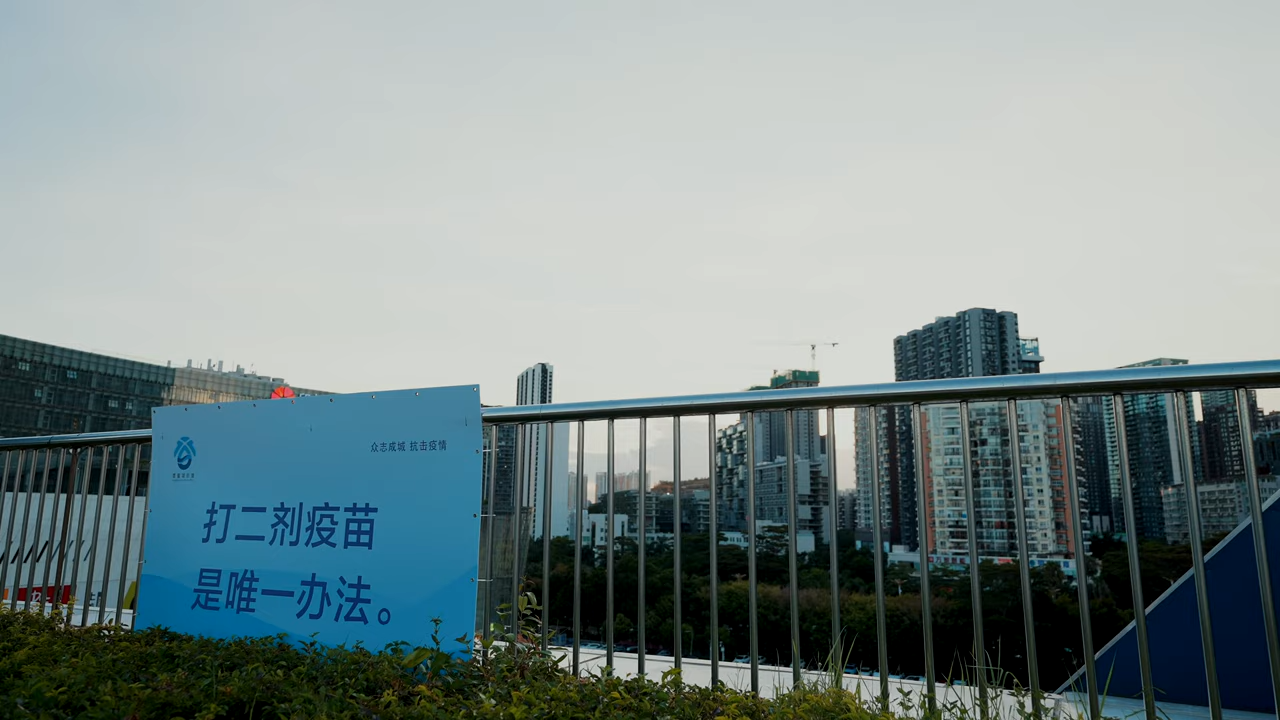 众志成城 抗击疫情
打二剂疫苗
是唯一办法。